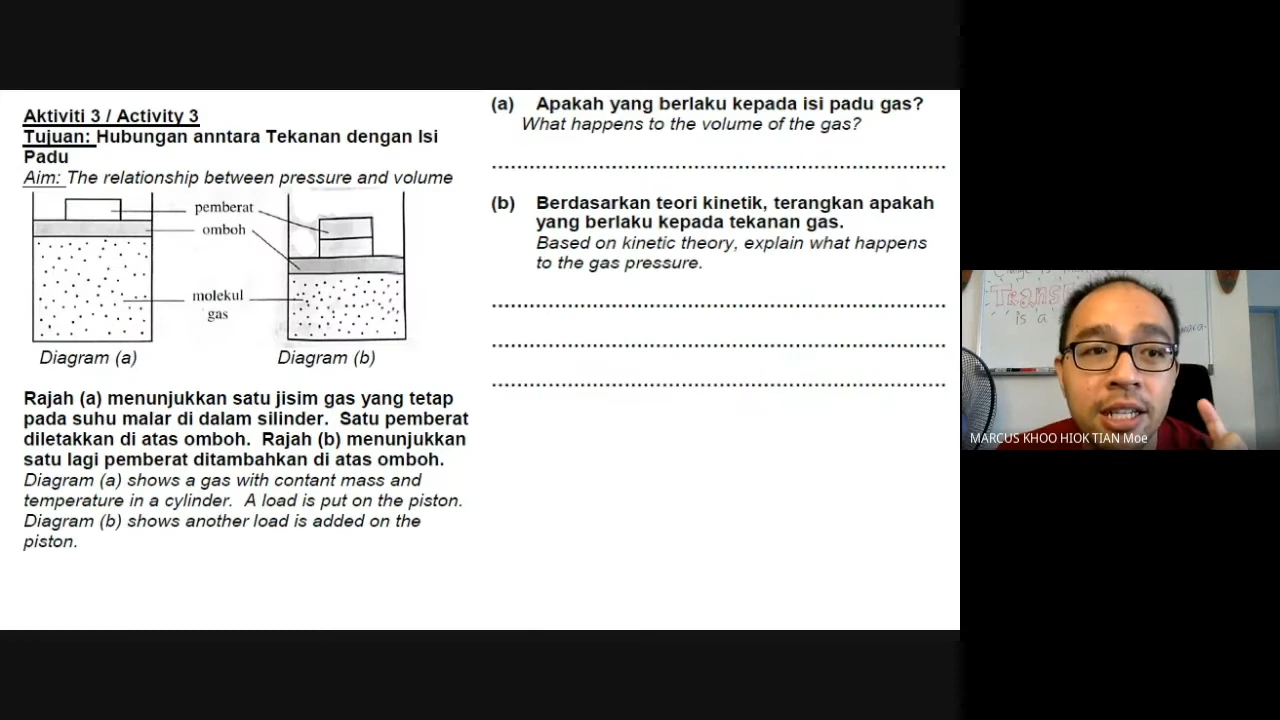 Aktiviti 3 / Activity 3
Tujuan: Hubungan anntara Tekanan dengan Isi
Padu
Aim: The relationship between pressure and volume
pemberat
omboh
molekul
gas
Diagram (a)
Diagram (b)
Rajah (a) menunjukkan satu jisim gas yang tetap
pada suhu malar di dalam silinder. Satu pemberat
diletakkan di atas omboh. Rajah (b) menunjukkan
satu lagi pemberat ditambahkan di atas omboh.
Diagram (a) shows a gas with contant mass and
temperature in a cylinder. A load is put on the piston.
Diagram (b) shows another load is added on the
piston.
(a) Apakah yang berlaku kepada isi padu gas?
What happens to the volume of the gas?
(b) Berdasarkan teori kinetik, terangkan apakah
yang berlaku kepada tekanan gas.
Based on kinetic theory, explain what happens
to the gas pressure.
is a
MARCUS KHOO HIOK TIAN Moe